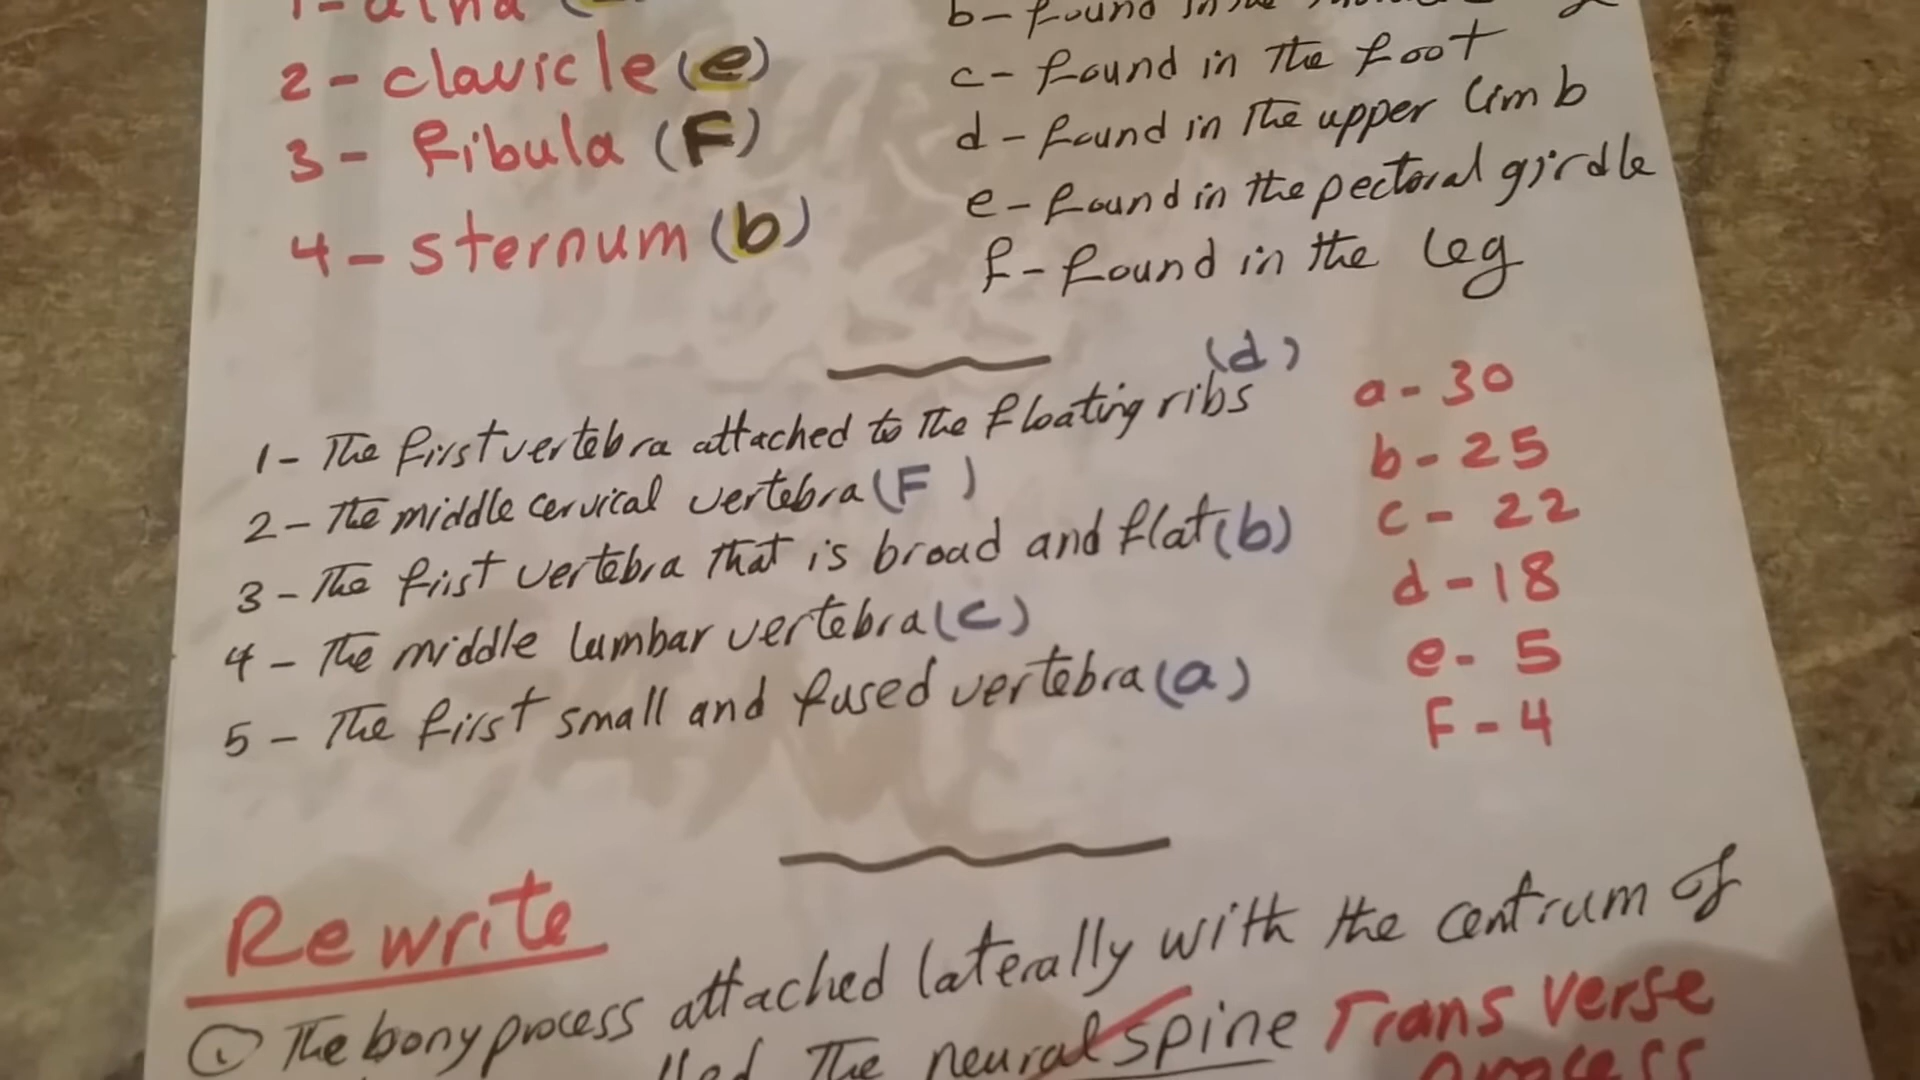 2 - clavicle (e)
3 - fibula (F)
4 - sternum (b)
b - found in
c - found in the foot
d - found in the upper limb
e - found in the pectoral girdle
f - found in the leg
1 - The first vertebra attached to the floating ribs (d)
2 - The middle cervical vertebra (F)
3 - The first vertebra that is broad and flat (b)
4 - The middle lumbar vertebra (c)
5 - The first small and fused vertebra (a)
a - 30
b - 25
c - 22
d - 18
e - 5
F - 4
Rewrite
① The bony process attached laterally with the centrum of
The neural spine Trans verse
process